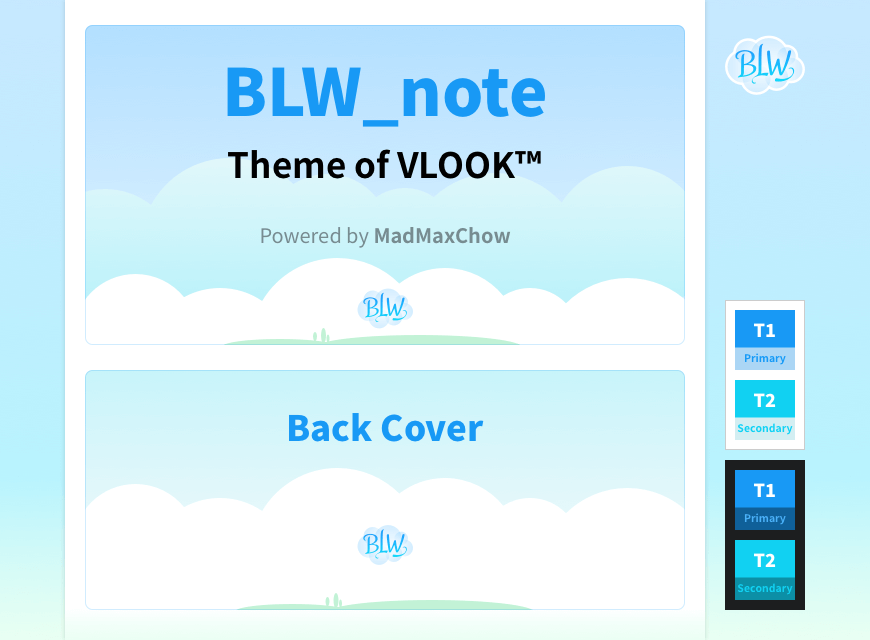 BLW_note
Theme of VLOOK™
Powered by MadMaxChow
BLW
Back Cover
BLW
BLW
T1
Primary
T2
Secondary
T1
Primary
T2
Secondary